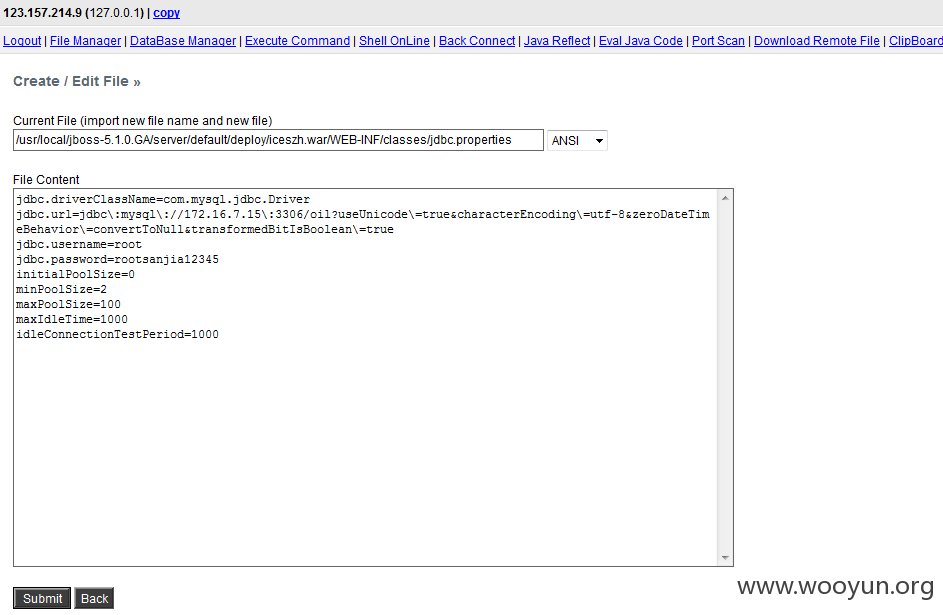 123.157.214.9 (127.0.0.1) | copy
Logout | File Manager | DataBase Manager | Execute Command | Shell OnLine | Back Connect | Java Reflect | Eval Java Code | Port Scan | Download Remote File | ClipBoard
Create / Edit File »
Current File (import new file name and new file)
/usr/local/jboss-5.1.0.GA/server/default/deploy/iceszh.war/WEB-INF/classes/jdbc.properties ANSI
File Content
jdbc.driverClassName=com.mysql.jdbc.Driver
jdbc.url=jdbc\:mysql\://172.16.7.15\:3306/oil?useUnicode\=true&characterEncoding\=utf-8&zeroDateTim
eBehavior\=convertToNull&transformedBitIsBoolean\=true
jdbc.username=root
jdbc.password=rootsanjia12345
initialPoolSize=0
minPoolSize=2
maxPoolSize=100
maxIdleTime=1000
idleConnectionTestPeriod=1000
Submit Back
www.wooyun.org